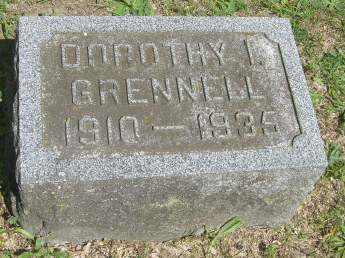 DOROTHY I.
GRENNELL
1910 — 1935